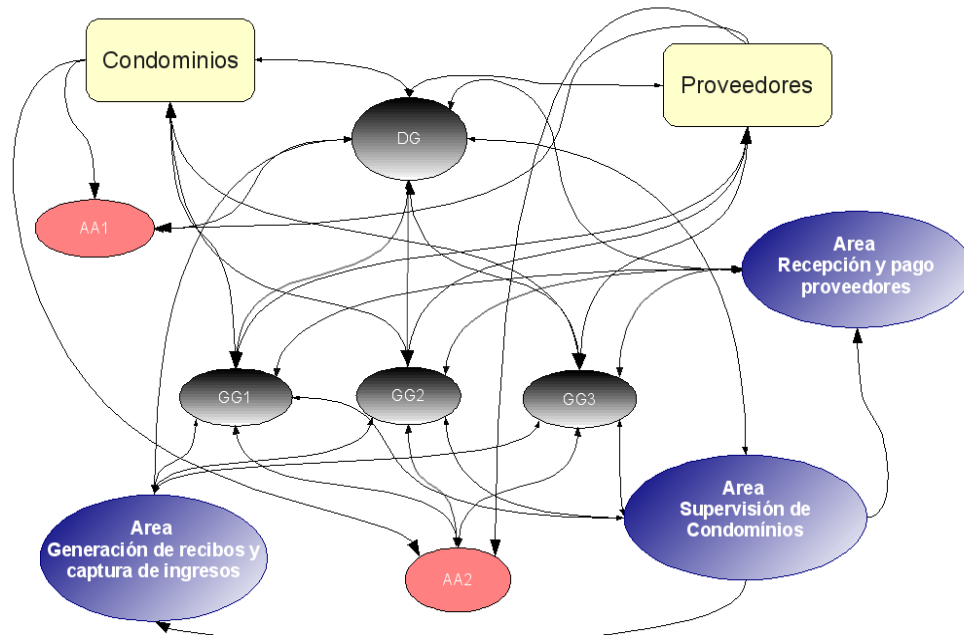 Condominios
Proveedores
DG
AA1
Area
Recepción y pago
proveedores
GG1
GG2
GG3
Area
Supervisión de
Condomínios
Area
Generación de recibos y
captura de ingresos
AA2